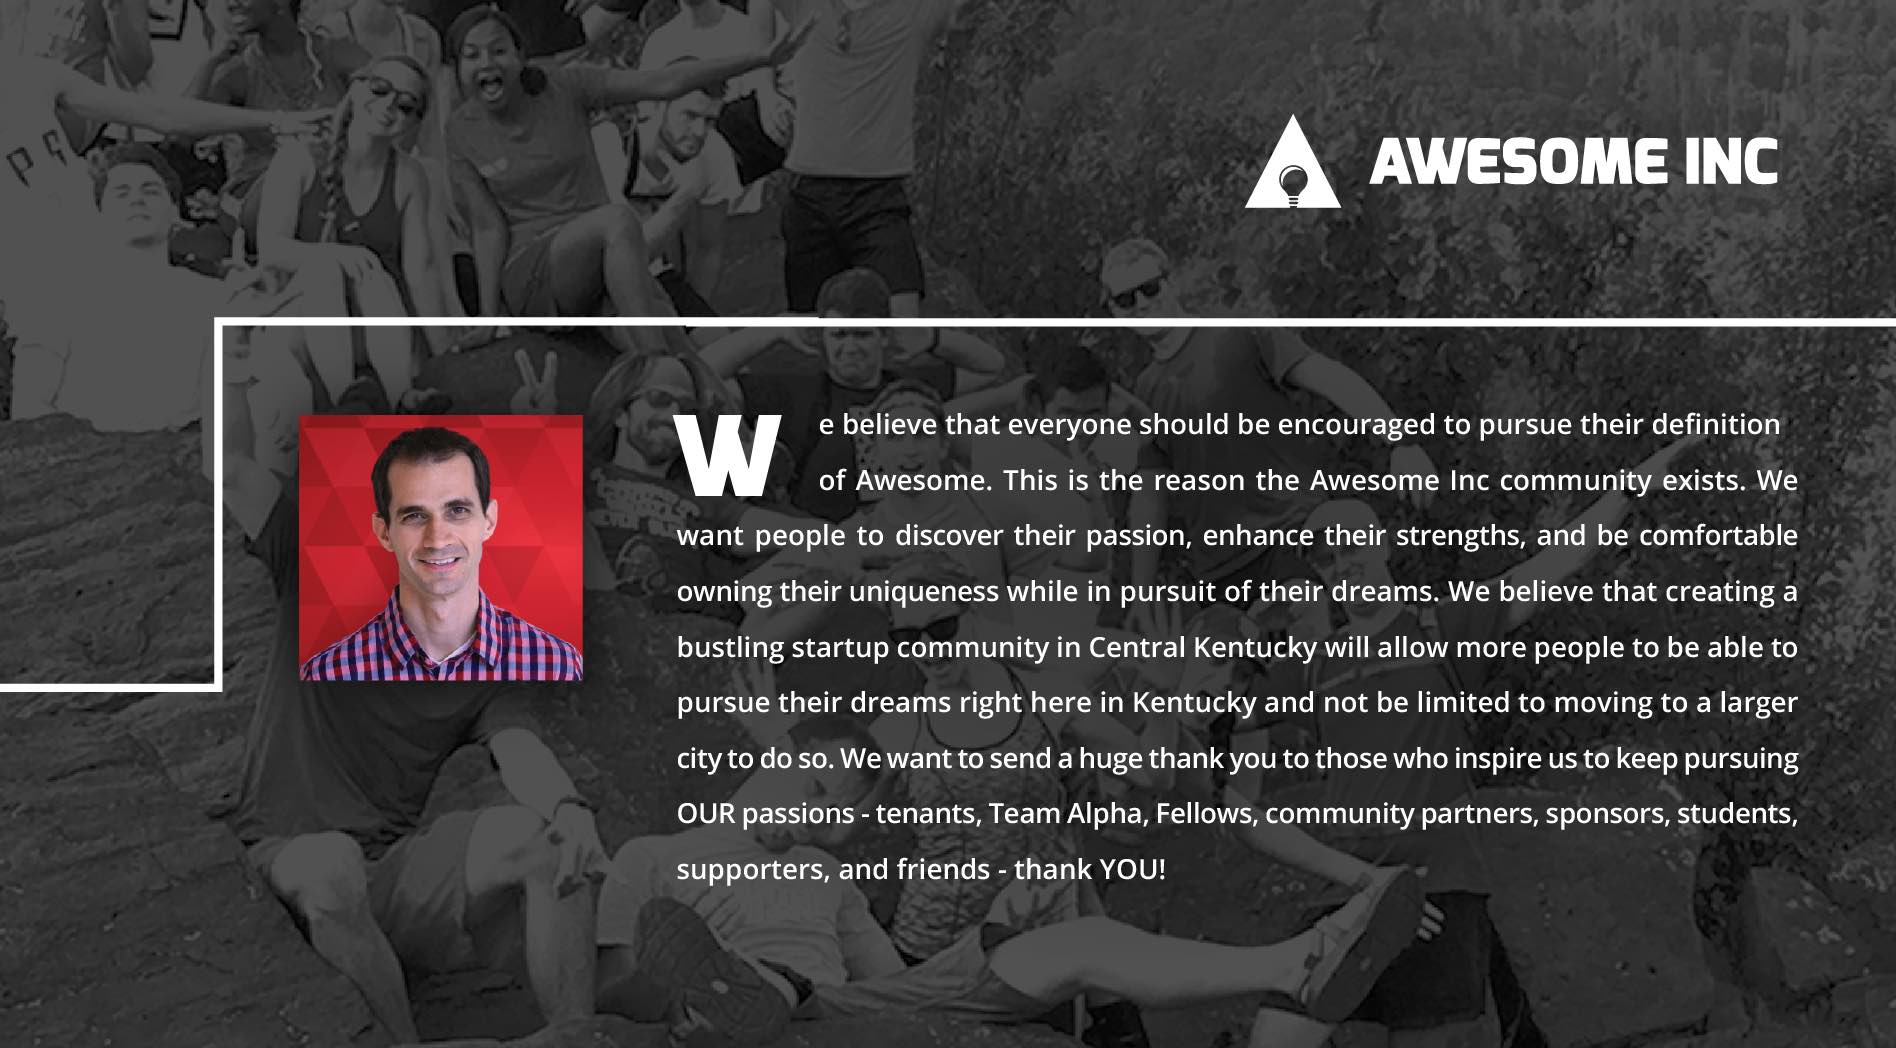 AWESOME INC
We believe that everyone should be encouraged to pursue their definition
of Awesome. This is the reason the Awesome Inc community exists. We
want people to discover their passion, enhance their strengths, and be comfortable
owning their uniqueness while in pursuit of their dreams. We believe that creating a
bustling startup community in Central Kentucky will allow more people to be able to
pursue their dreams right here in Kentucky and not be limited to moving to a larger
city to do so. We want to send a huge thank you to those who inspire us to keep pursuing
OUR passions - tenants, Team Alpha, Fellows, community partners, sponsors, students,
supporters, and friends - thank YOU!